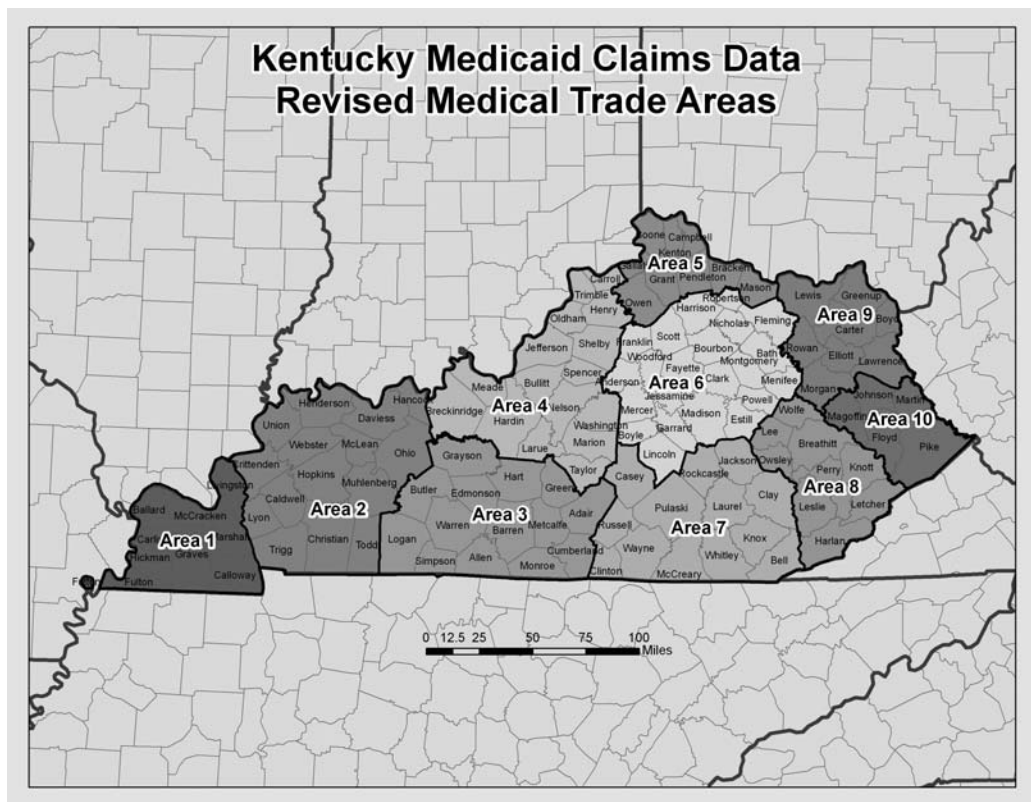 Kentucky Medicaid Claims Data
Revised Medical Trade Areas
Boone
Campbell
Kenton
Area 5
Bracken
Grant
Pendleton
Mason
Owen
Robertson
Carroll
Trimble
Henry
Oldham
Harrison
Lewis
Greenup
Boyd
Area 9
Carter
Nicholas
Fleming
Scott
Jefferson
Shelby
Franklin
Woodford
Bourbon
Bath
Rowan
Montgomery
Elliott
Lawrence
Fayette
Spencer
Anderson
Area 6
Clark
Menifee
Morgan
Meade
Bullitt
Jessamine
Powell
Wolfe
Johnson
Martin
Magoffin
Area 10
Floyd
Pike
Breckinridge
Area 4
Nelson
Hardin
Mercer
Madison
Estill
Washington
Boyle
Garrard
Lee
Marion
Larue
Lincoln
Breathitt
Taylor
Casey
Rockcastle
Jackson
Owsley
Perry
Knott
Area 8
Leslie
Letcher
Harlan
Henderson
Hancock
Daviess
Union
Webster
McLean
Ohio
Crittenden
Hopkins
Muhlenberg
Livingston
Caldwell
Area 2
Lyon
Christian
Trigg
Todd
Grayson
Hart
Butler
Edmonson
Green
Adair
Warren
Area 3
Metcalfe
Barren
Logan
Cumberland
Simpson
Allen
Monroe
Pulaski
Laurel
Clay
Russell
Area 7
Knox
Wayne
Whitley
Bell
Clinton
McCreary
Ballard
McCracken
Marshall
Area 1
Hickman
Graves
Fulton
Fulton
Calloway
0 12.5 25 50 75 100
Miles